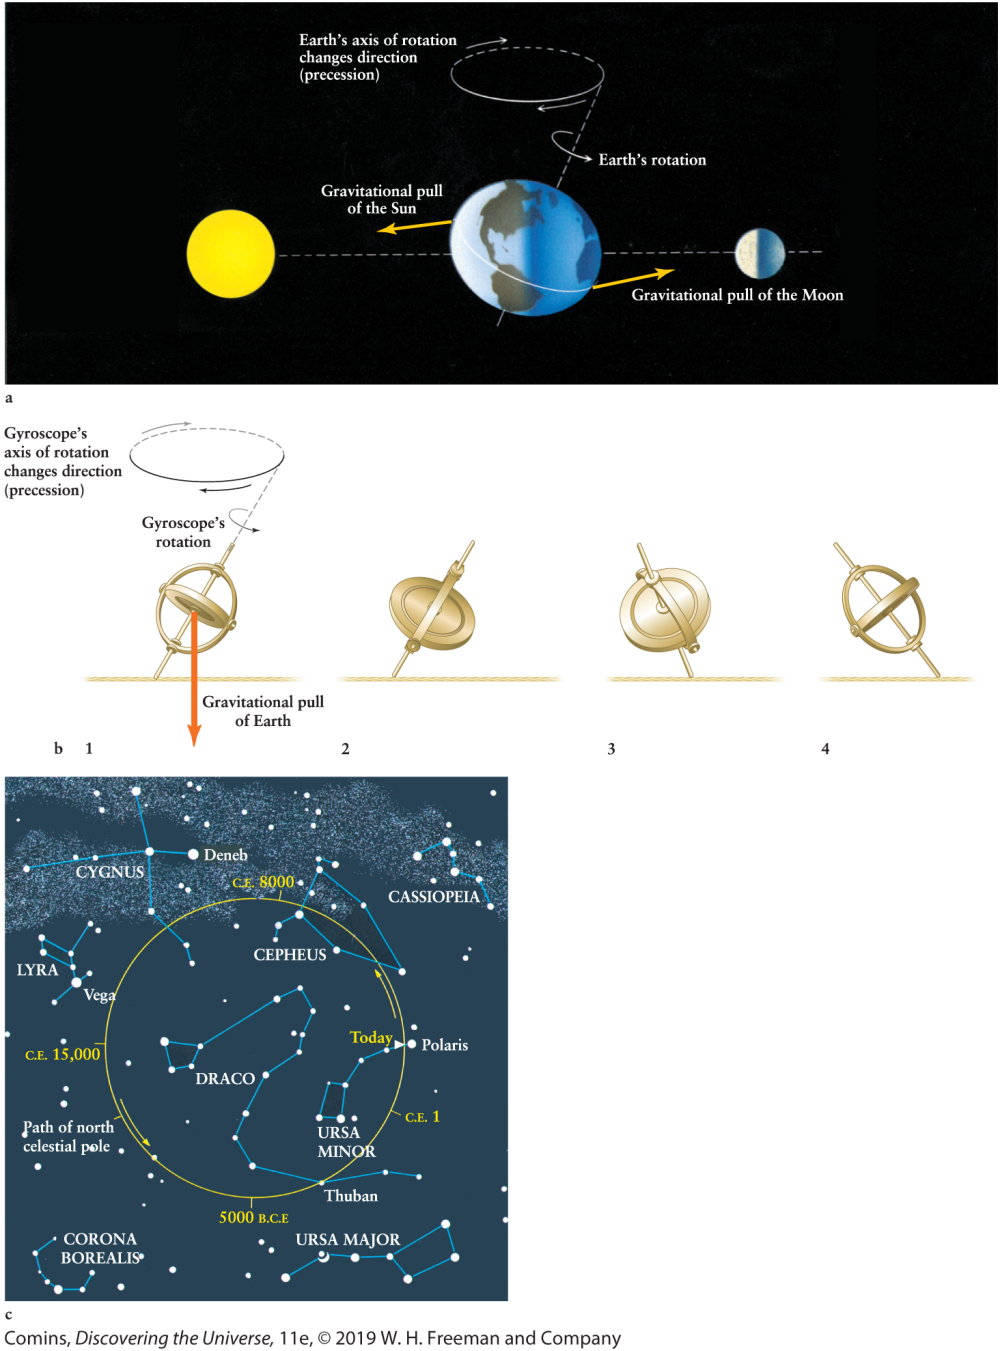 Earth's axis of rotation
changes direction
(precession)
Earth's rotation
Gravitational pull
of the Sun
Gravitational pull of the Moon
a
Gyroscope's
axis of rotation
changes direction
(precession)
Gyroscope's
rotation
Gravitational pull
of Earth
b 1 2 3 4
Deneb
CYGNUS
C.E. 8000
CASSIOPEIA
CEPHEUS
LYRA
Vega
Today
Polaris
C.E. 15,000
DRACO
C.E. 1
Path of north
celestial pole
URSA
MINOR
Thuban
5000 B.C.E
CORONA
BOREALIS
URSA MAJOR
c
Comins, Discovering the Universe, 11e, © 2019 W. H. Freeman and Company